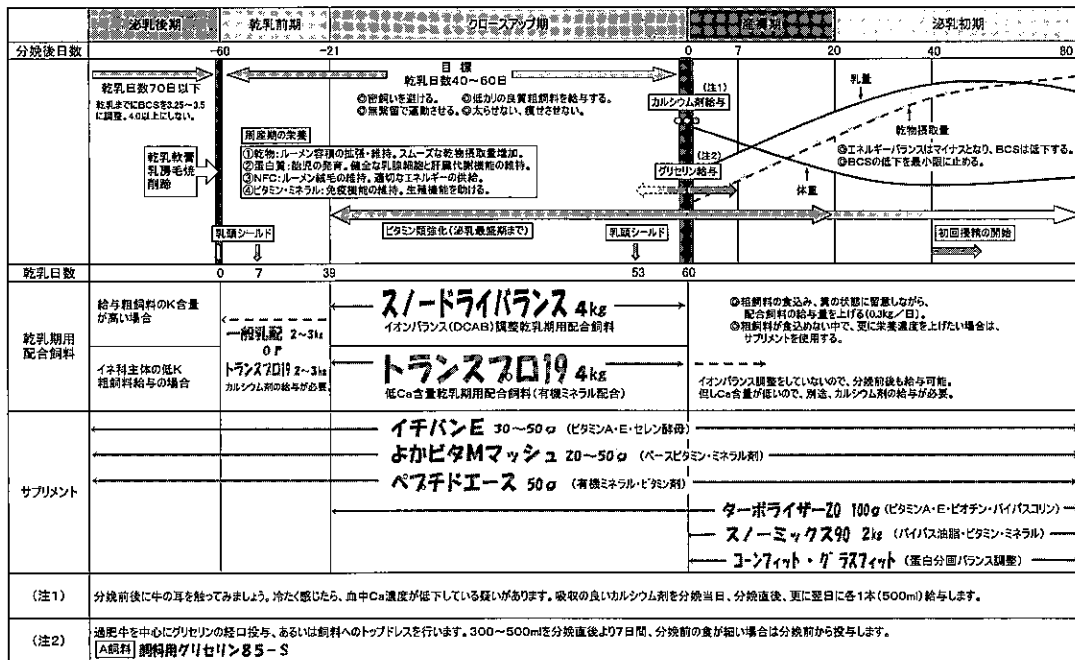 泌乳後期 乾乳前期 クロースアップ期 産褥期 泌乳初期
分娩後日数 -60 -21 0 7 20 40 80
乾乳日数70日以下
乾乳までにBCSを3.25~3.5
に調整。4.0以上にしない。
乾乳軟膏
乳房毛焼
削蹄
目標
乾乳日数40~60日
◎密飼いを避ける。 ◎低カリの良質粗飼料を給与する。
◎無繋留で運動させる。 ◎太らせない、痩せさせない。
周産期の栄養
①乾物:ルーメン容積の拡張・維持。スムーズな乾物摂取量増加。
②蛋白質:胎児の発育。健全な乳腺細胞と肝臓代謝機能の維持。
③NFC:ルーメン絨毛の維持。適切なエネルギーの供給。
④ビタミン・ミネラル:免疫機能の維持。生殖機能を助ける。
(注1)
カルシウム剤給与
(注2)
グリセリン給与
乳量
乾物摂取量
◎エネルギーバランスはマイナスとなり、BCSは低下する。
◎BCSの低下を最小限に止める。
体重
乳頭シールド
ビタミン類強化(泌乳最盛期まで)
乳頭シールド
初回授精の開始
乾乳日数 0 7 39 53 60
乾乳期用
配合飼料
給与粗飼料のK含量
が高い場合
イネ科主体の低K
粗飼料給与の場合
一般乳配 2~3kg
or
トランスプロ19 2~3kg
カルシウム剤の給与が必要。
スノードライバランス 4kg
イオンバランス(DCAB)調整乾乳期用配合飼料
トランスプロ19 4kg
低Ca含量乾乳期用配合飼料(有機ミネラル配合)
◎粗飼料の食込み、糞の状態に留意しながら、
配合飼料の給与量を上げる(0.3kg/日)。
◎粗飼料が食込めない中で、更に栄養濃度を上げたい場合は、
サプリメントを使用する。
イオンバランス調整をしていないので、分娩前後も給与可能。
但しCa含量が低いので、別途、カルシウム剤の給与が必要。
サプリメント
イチバンE 30~50g (ビタミンA・E・セレン酵母)
よかビタMマッシュ 20~50g (ベースビタミン・ミネラル剤)
ペプチドエース 50g (有機ミネラル・ビタミン剤)
ターボライザー20 100g (ビタミンA・E・ビオチン・バイパスコリン)
スノーミックス90 2kg (バイパス油脂・ビタミン・ミネラル)
コーンフィット・グラスフィット (蛋白分画バランス調整)
(注1) 分娩前後に牛の耳を触ってみましょう。冷たく感じたら、血中Ca濃度が低下している疑いがあります。吸収の良いカルシウム剤を分娩当日、分娩直後、更に翌日に各1本(500ml)給与します。
(注2) 過肥牛を中心にグリセリンの経口投与、あるいは飼料へのトップドレスを行います。300~500mlを分娩直後より7日間、分娩前の食が細い場合は分娩前から投与します。
A飼料 飼料用グリセリン85-S